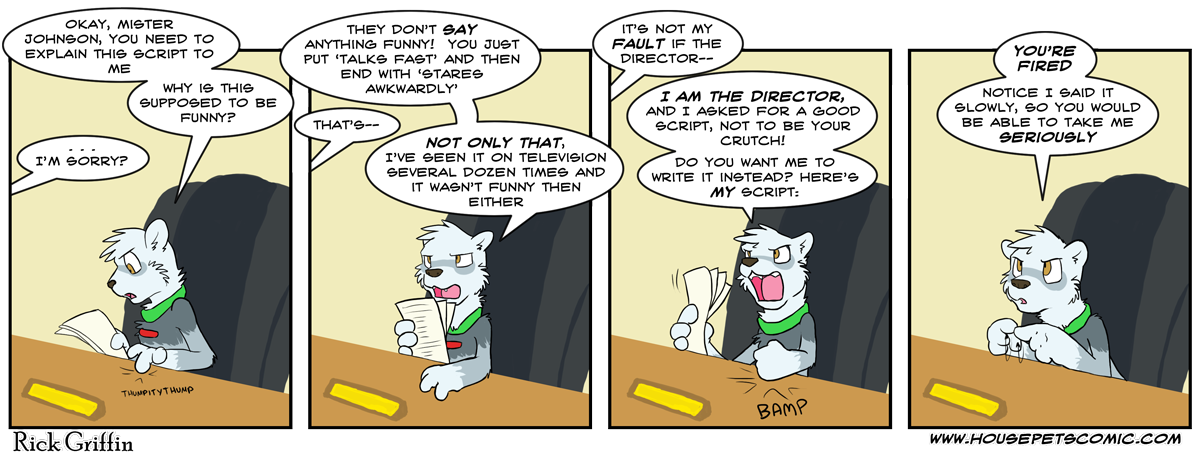 OKAY, MISTER
JOHNSON, YOU NEED TO
EXPLAIN THIS SCRIPT TO
ME
WHY IS THIS
SUPPOSED TO BE
FUNNY?
. . .
I'M SORRY?
THUMPITYTHUMP
THEY DON'T SAY
ANYTHING FUNNY! YOU JUST
PUT 'TALKS FAST' AND THEN
END WITH 'STARES
AWKWARDLY'
THAT'S--
NOT ONLY THAT,
I'VE SEEN IT ON TELEVISION
SEVERAL DOZEN TIMES AND
IT WASN'T FUNNY THEN
EITHER
IT'S NOT MY
FAULT IF THE
DIRECTOR--
I AM THE DIRECTOR,
AND I ASKED FOR A GOOD
SCRIPT, NOT TO BE YOUR
CRUTCH!
DO YOU WANT ME TO
WRITE IT INSTEAD? HERE'S
MY SCRIPT:
BAMP
YOU'RE
FIRED
NOTICE I SAID IT
SLOWLY, SO YOU WOULD
BE ABLE TO TAKE ME
SERIOUSLY
Rick Griffin
WWW.HOUSEPETSCOMIC.COM